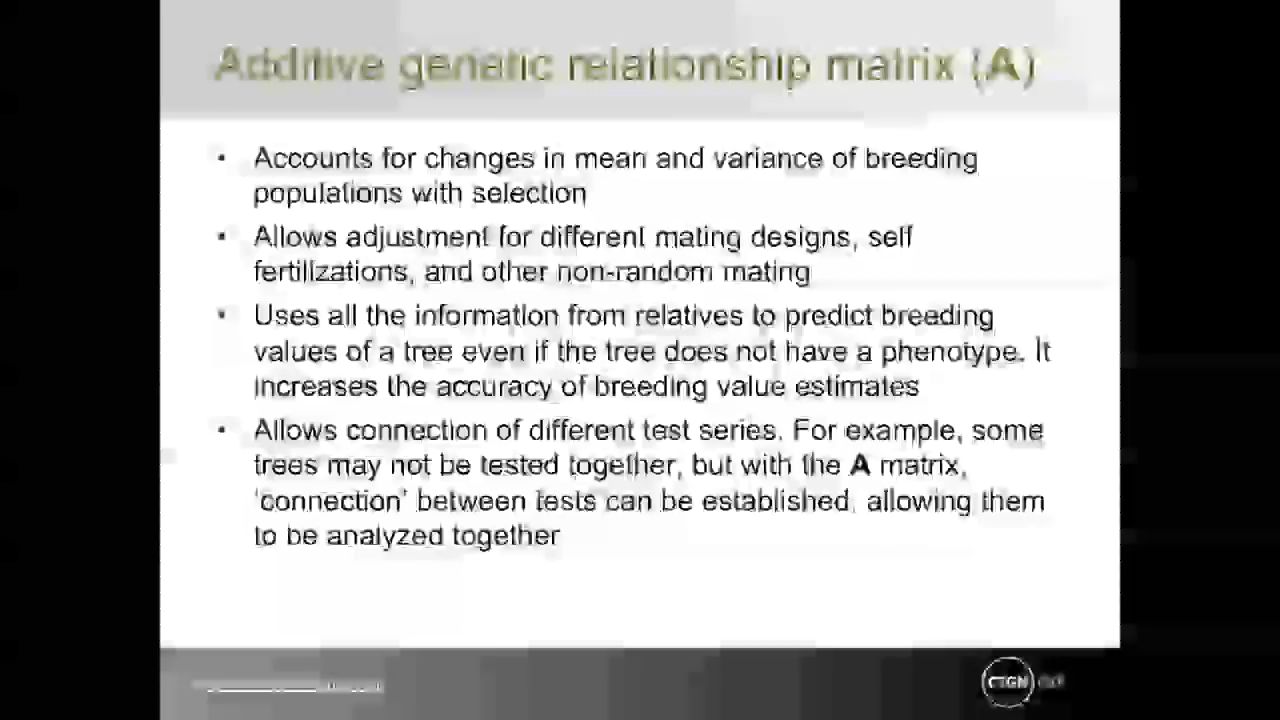 Additive genetic relationship matrix (A)
• Accounts for changes in mean and variance of breeding
populations with selection
• Allows adjustment for different mating designs, self
fertilizations, and other non-random mating
• Uses all the information from relatives to predict breeding
values of a tree even if the tree does not have a phenotype. It
increases the accuracy of breeding value estimates
• Allows connection of different test series. For example, some
trees may not be tested together, but with the A matrix,
'connection' between tests can be established, allowing them
to be analyzed together
CTGN